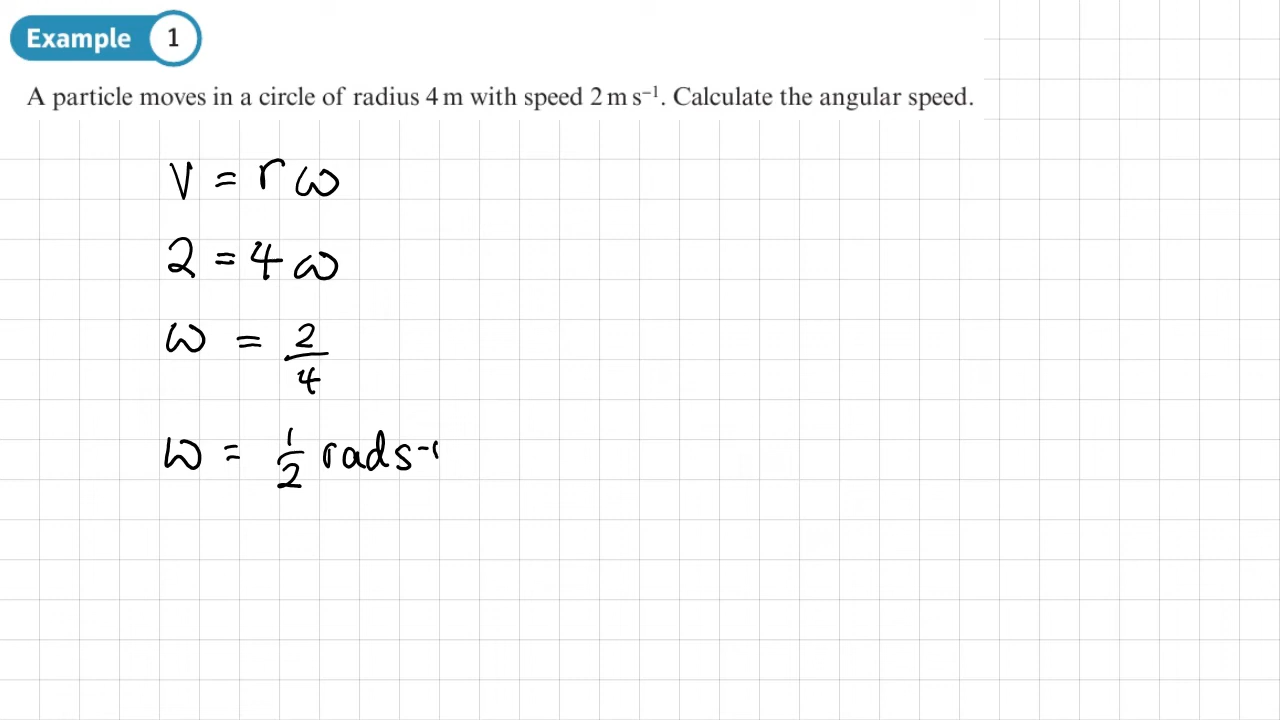 Example 1
A particle moves in a circle of radius 4 m with speed 2 m s⁻¹. Calculate the angular speed.
v = rω
2 = 4ω
ω = 2/4
ω = 1/2 rads⁻¹